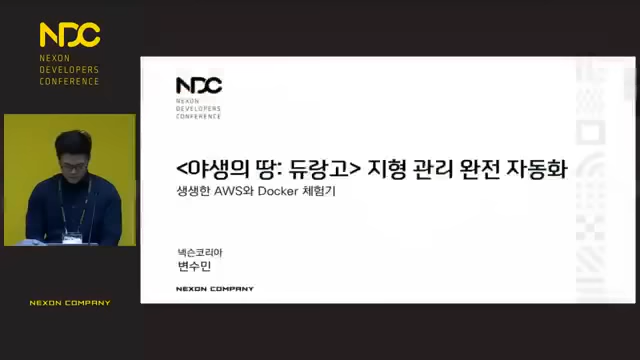 NDC
NEXON
DEVELOPERS
CONFERENCE
NDC
NEXON
DEVELOPERS
CONFERENCE
<야생의 땅: 듀랑고> 지형 관리 완전 자동화
생생한 AWS와 Docker 체험기
넥슨코리아
변수민
NEXON COMPANY
NEXON COMPANY